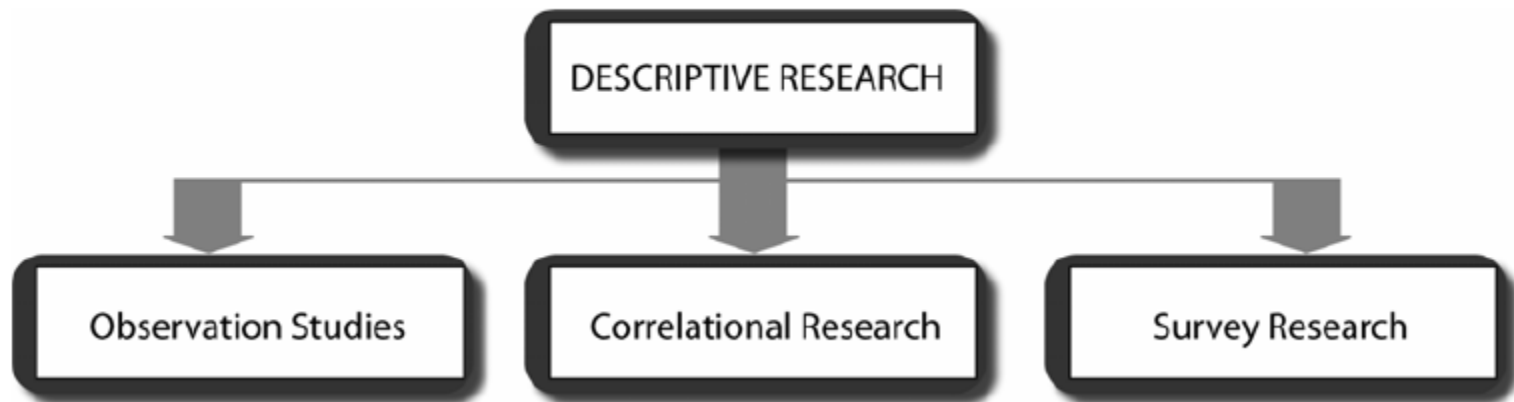 DESCRIPTIVE RESEARCH
Observation Studies
Correlational Research
Survey Research